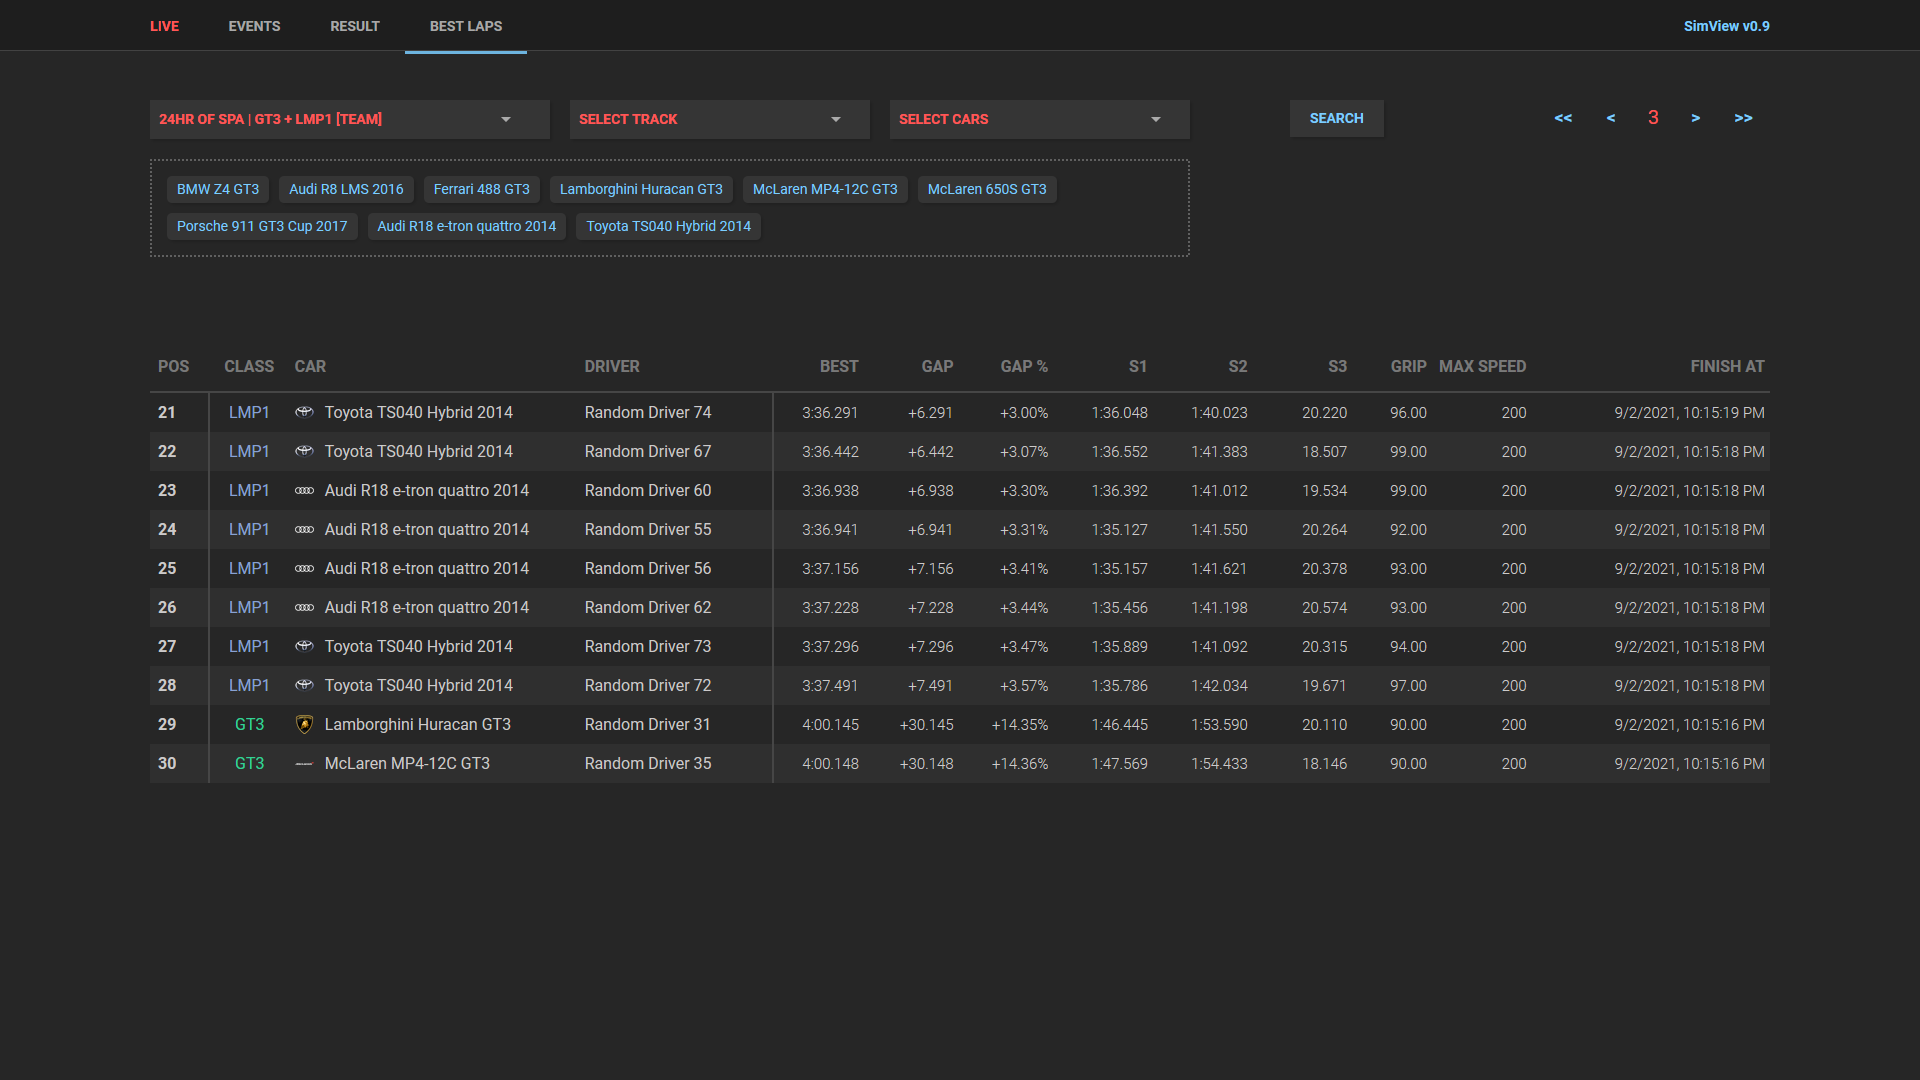 LIVE EVENTS RESULT BEST LAPS SimView v0.9
24HR OF SPA | GT3 + LMP1 [TEAM] SELECT TRACK SELECT CARS SEARCH << < 3 > >>
BMW Z4 GT3 Audi R8 LMS 2016 Ferrari 488 GT3 Lamborghini Huracan GT3 McLaren MP4-12C GT3 McLaren 650S GT3
Porsche 911 GT3 Cup 2017 Audi R18 e-tron quattro 2014 Toyota TS040 Hybrid 2014
POS CLASS CAR DRIVER BEST GAP GAP % S1 S2 S3 GRIP MAX SPEED FINISH AT
21 LMP1 Toyota TS040 Hybrid 2014 Random Driver 74 3:36.291 +6.291 +3.00% 1:36.048 1:40.023 20.220 96.00 200 9/2/2021, 10:15:19 PM
22 LMP1 Toyota TS040 Hybrid 2014 Random Driver 67 3:36.442 +6.442 +3.07% 1:36.552 1:41.383 18.507 99.00 200 9/2/2021, 10:15:18 PM
23 LMP1 Audi R18 e-tron quattro 2014 Random Driver 60 3:36.938 +6.938 +3.30% 1:36.392 1:41.012 19.534 99.00 200 9/2/2021, 10:15:18 PM
24 LMP1 Audi R18 e-tron quattro 2014 Random Driver 55 3:36.941 +6.941 +3.31% 1:35.127 1:41.550 20.264 92.00 200 9/2/2021, 10:15:18 PM
25 LMP1 Audi R18 e-tron quattro 2014 Random Driver 56 3:37.156 +7.156 +3.41% 1:35.157 1:41.621 20.378 93.00 200 9/2/2021, 10:15:18 PM
26 LMP1 Audi R18 e-tron quattro 2014 Random Driver 62 3:37.228 +7.228 +3.44% 1:35.456 1:41.198 20.574 93.00 200 9/2/2021, 10:15:18 PM
27 LMP1 Toyota TS040 Hybrid 2014 Random Driver 73 3:37.296 +7.296 +3.47% 1:35.889 1:41.092 20.315 94.00 200 9/2/2021, 10:15:18 PM
28 LMP1 Toyota TS040 Hybrid 2014 Random Driver 72 3:37.491 +7.491 +3.57% 1:35.786 1:42.034 19.671 97.00 200 9/2/2021, 10:15:18 PM
29 GT3 Lamborghini Huracan GT3 Random Driver 31 4:00.145 +30.145 +14.35% 1:46.445 1:53.590 20.110 90.00 200 9/2/2021, 10:15:16 PM
30 GT3 McLaren MP4-12C GT3 Random Driver 35 4:00.148 +30.148 +14.36% 1:47.569 1:54.433 18.146 90.00 200 9/2/2021, 10:15:16 PM